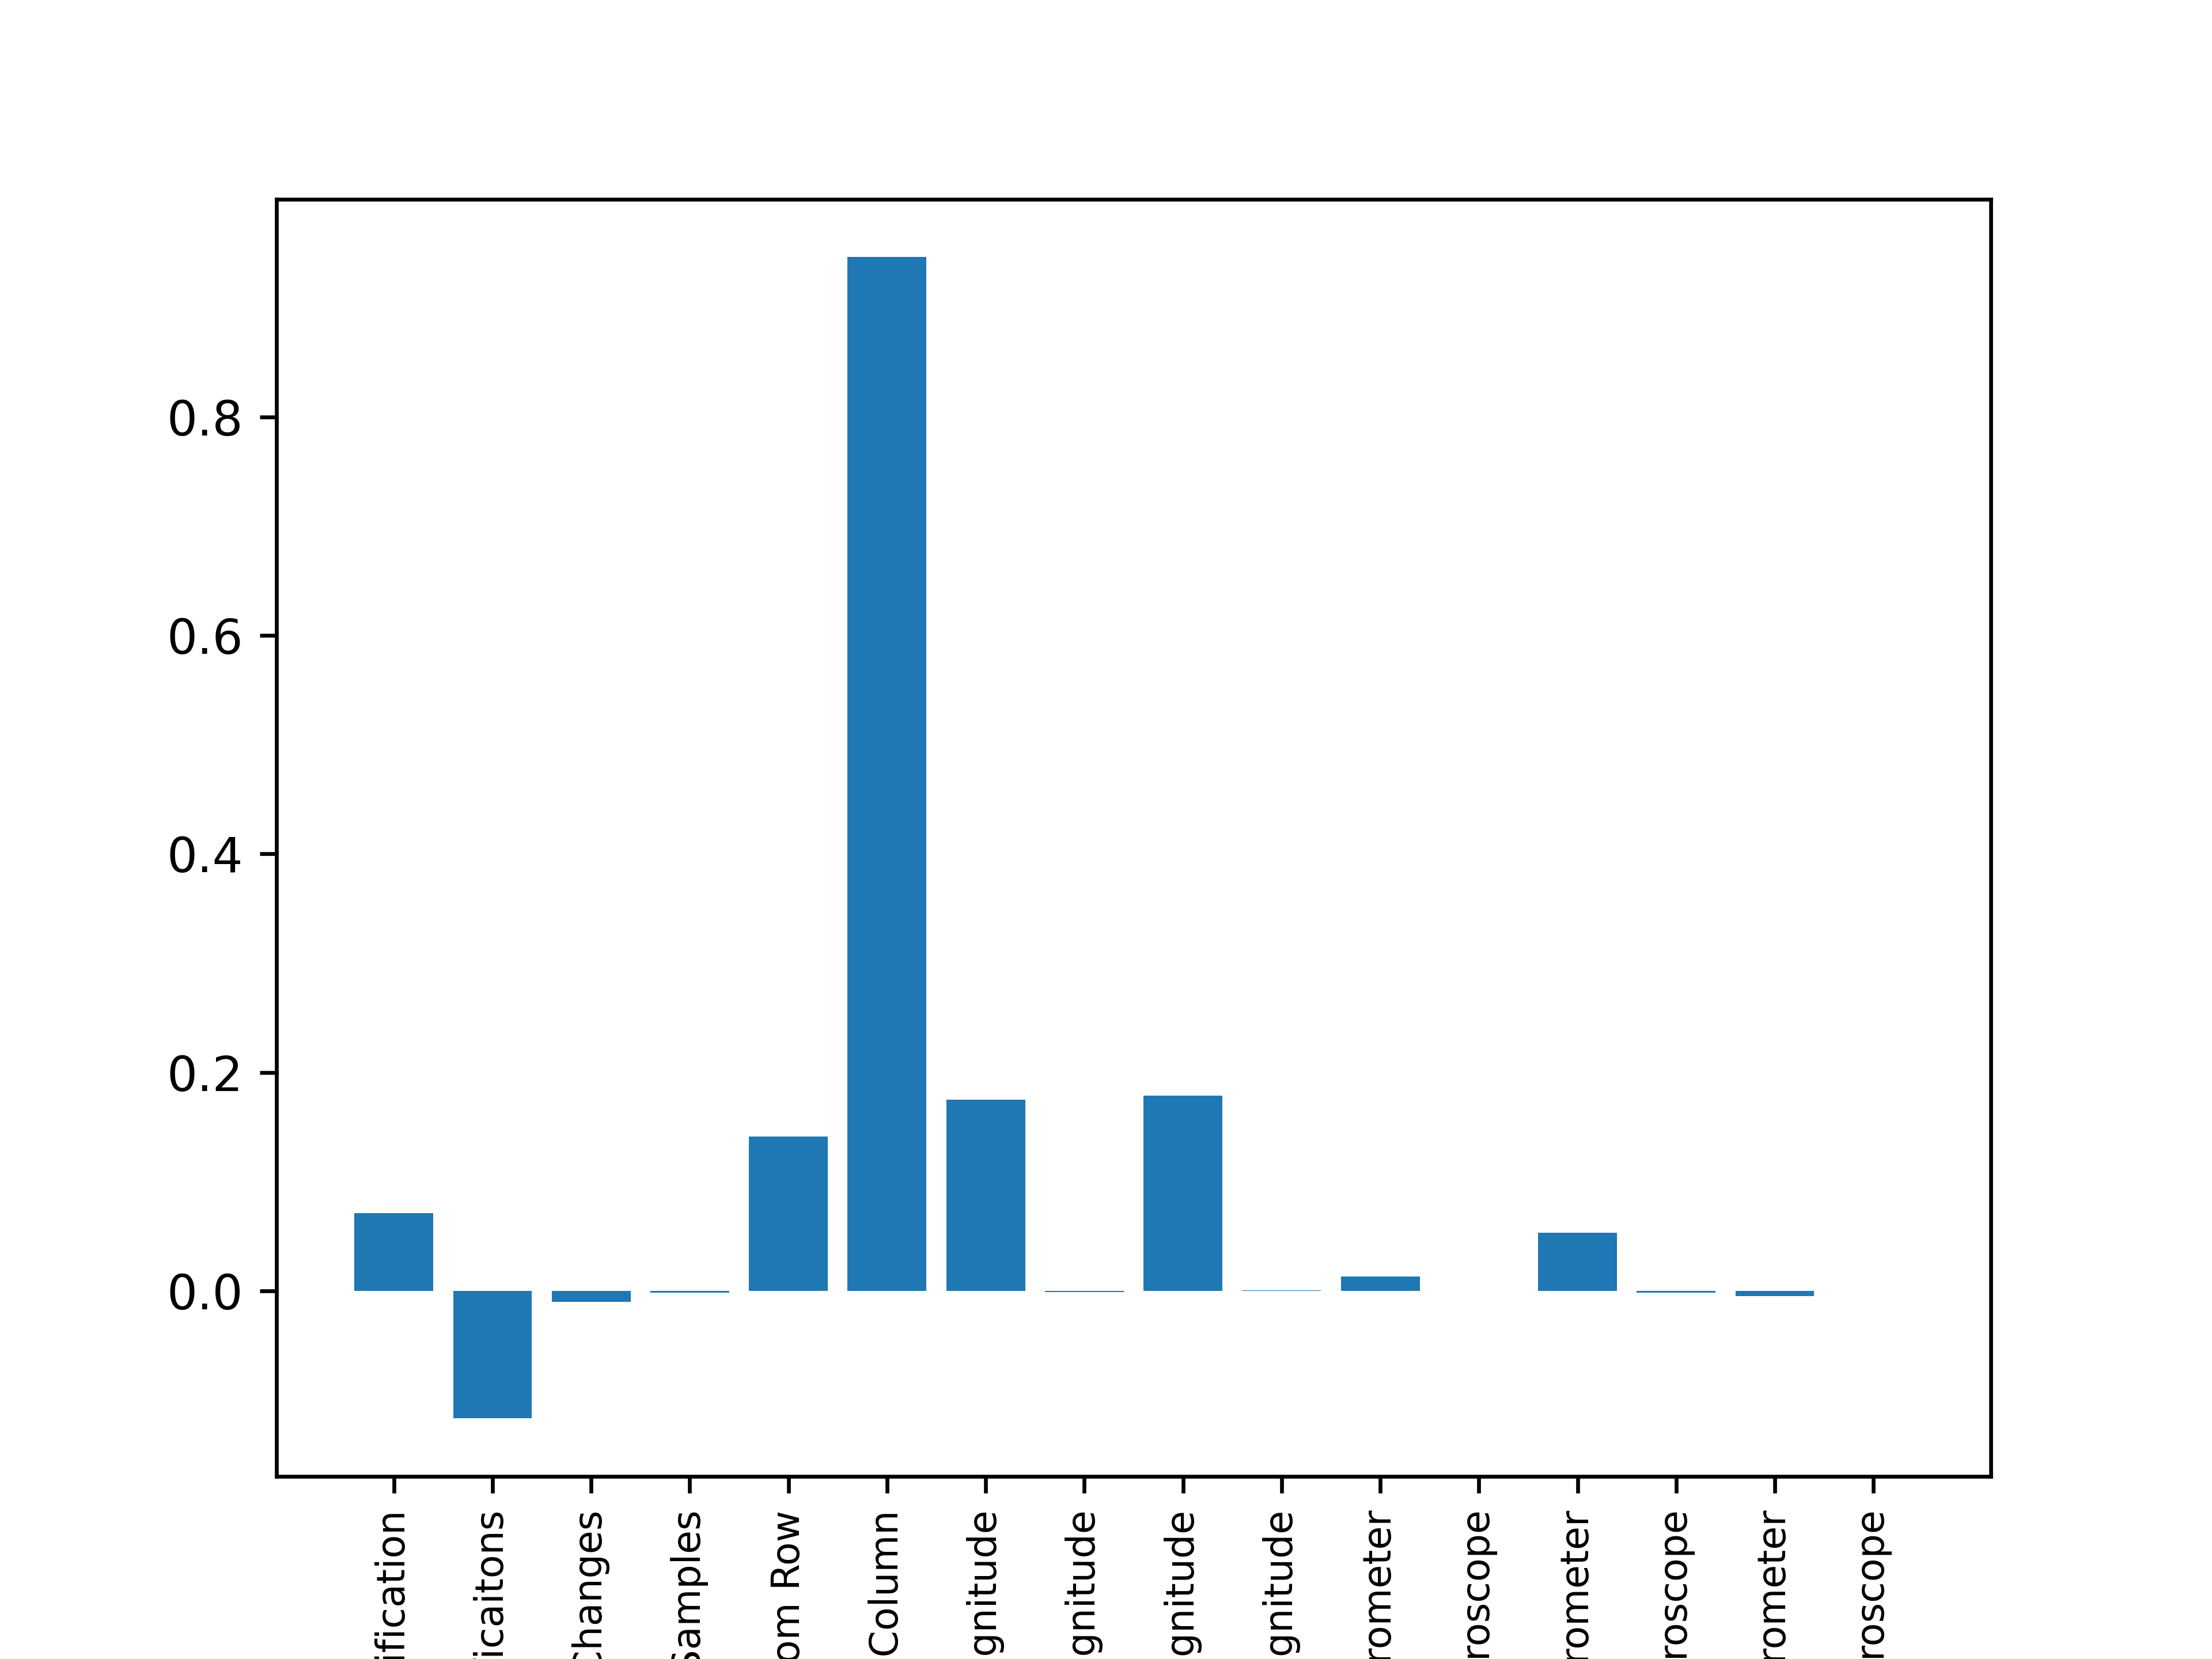 0.8
0.6
0.4
0.2
0.0
ification
icaitons
Changes
Samples
om Row
Column
gnitude
gnitude
gnitude
gnitude
rometer
roscope
rometer
roscope
rometer
roscope